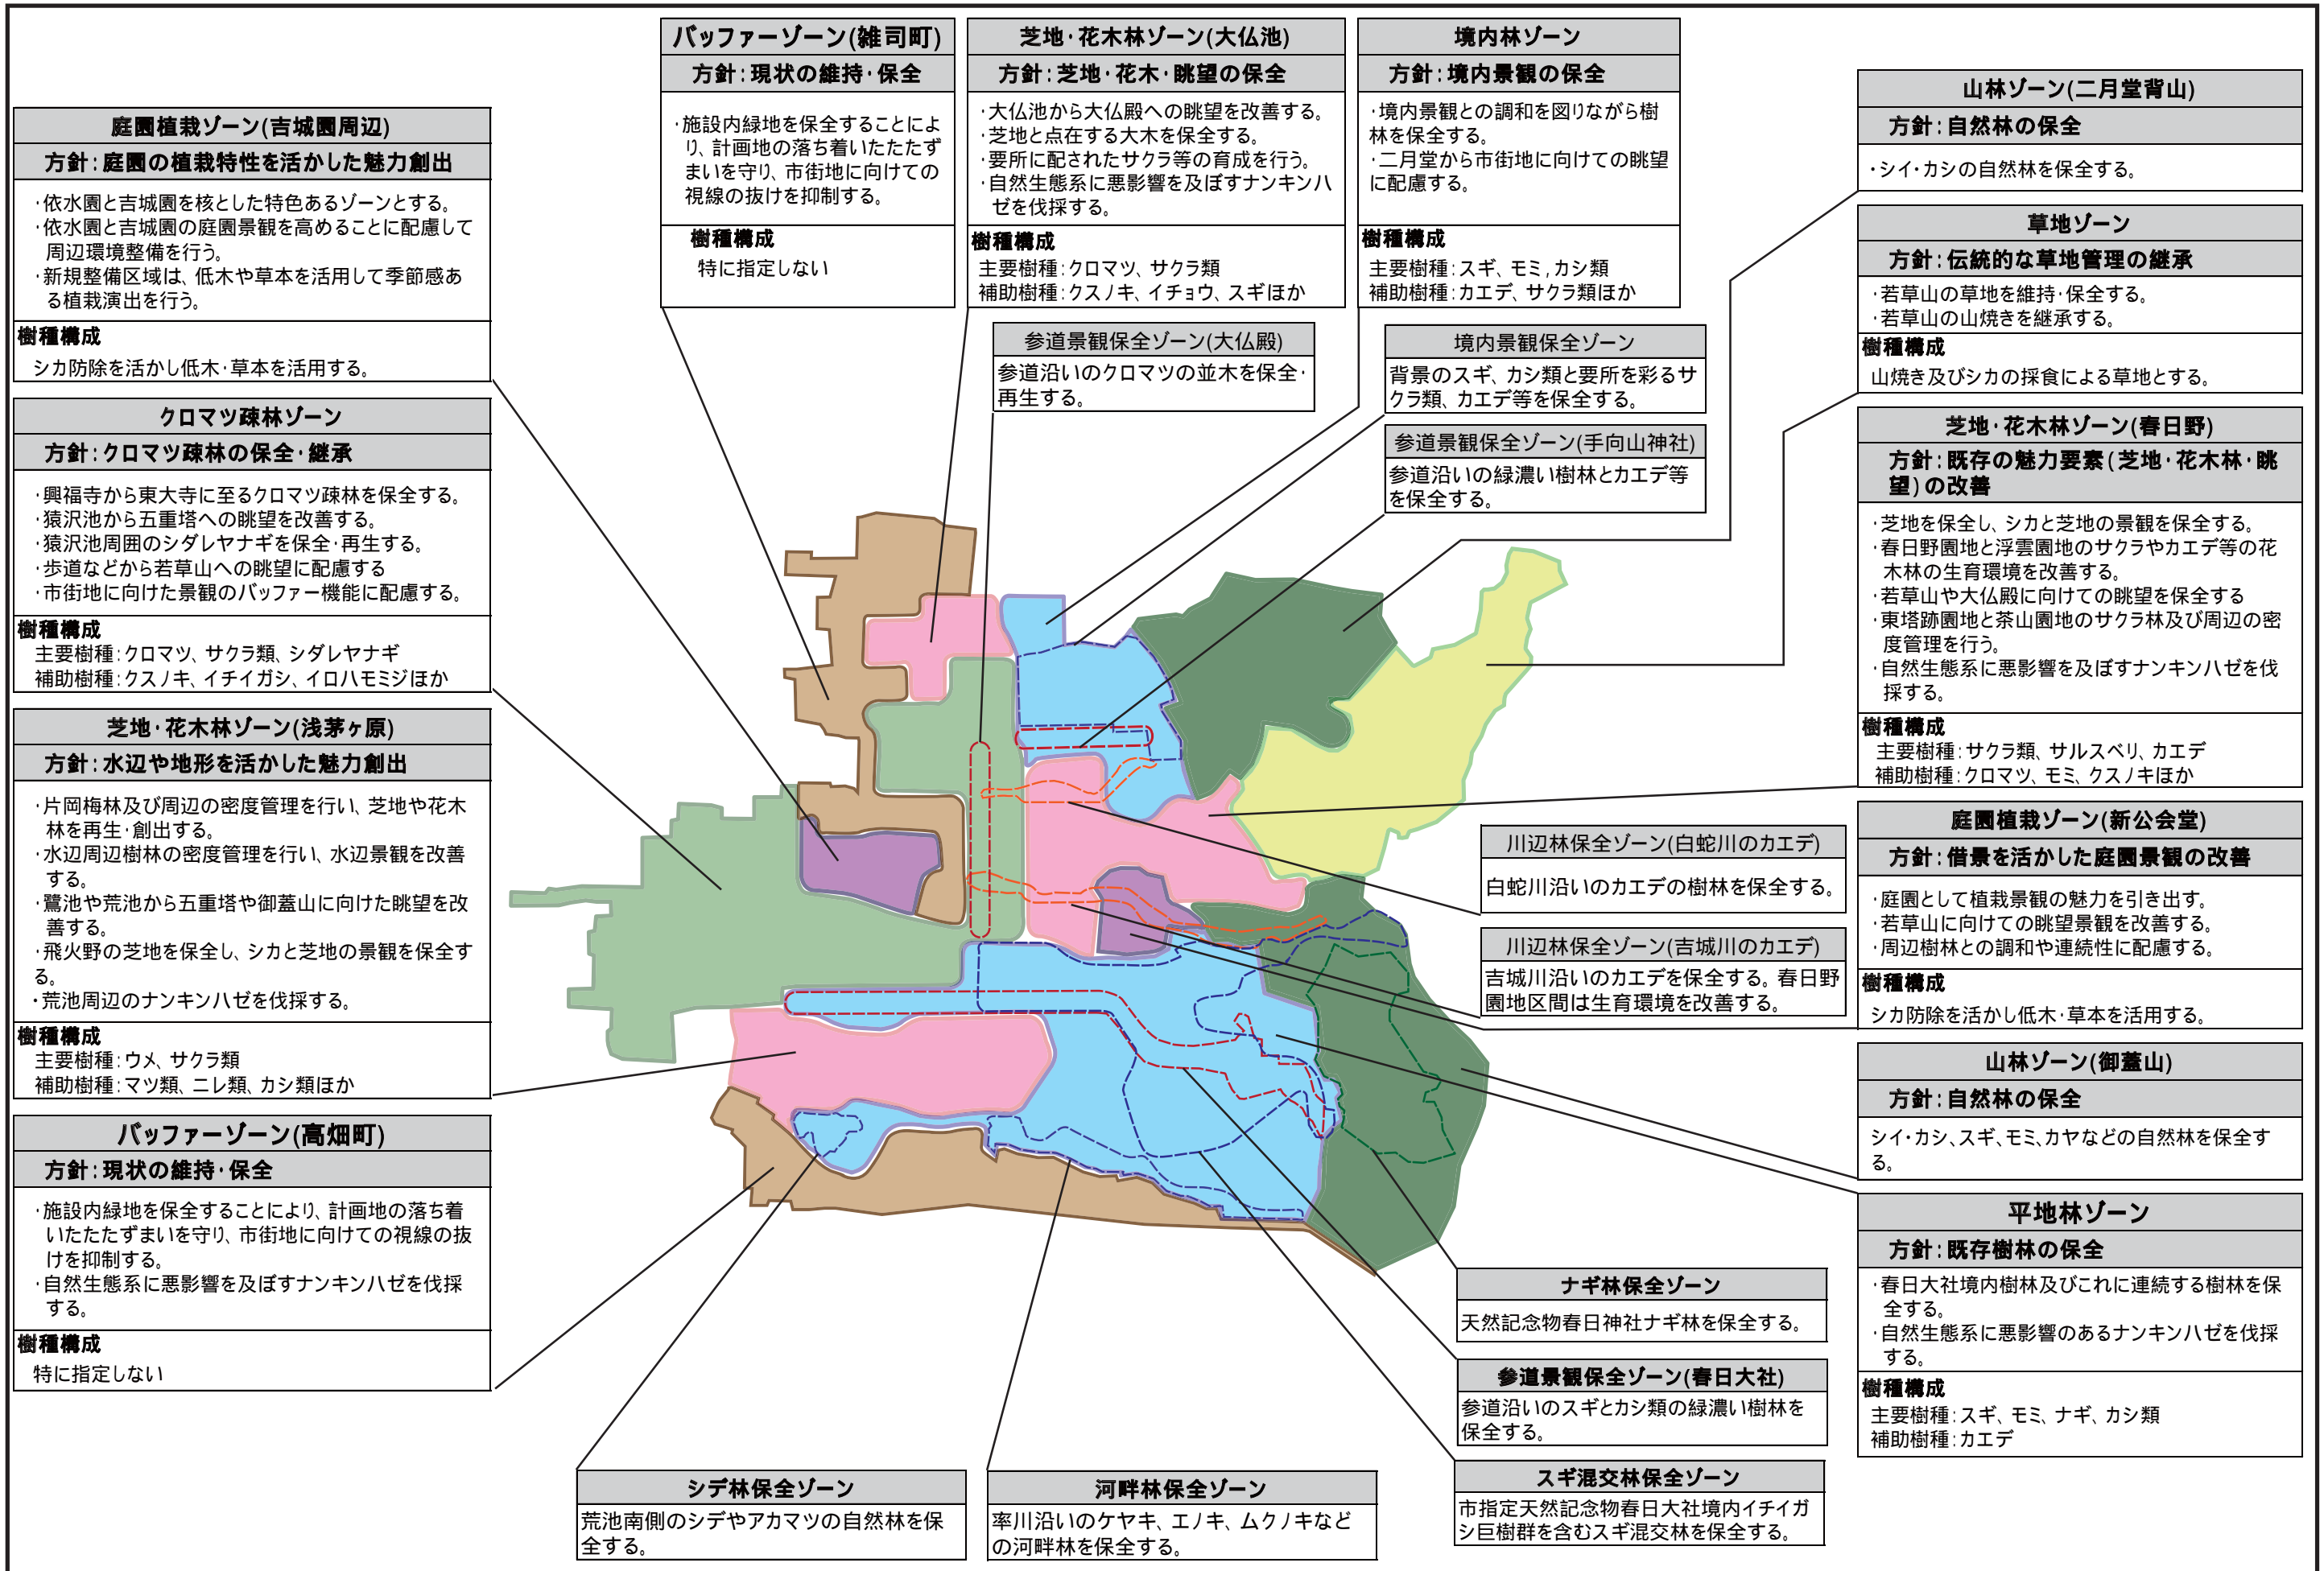 バッファーゾーン(雑司町)
方針:現状の維持・保全
・施設内緑地を保全することによ
り、計画地の落ち着いたたたず
まいを守り、市街地に向けての
視線の抜けを抑制する。
樹種構成
特に指定しない
芝地・花木林ゾーン(大仏池)
方針:芝地・花木・眺望の保全
・大仏池から大仏殿への眺望を改善する。
・芝地と点在する大木を保全する。
・要所に配されたサクラ等の育成を行う。
・自然生態系に悪影響を及ぼすナンキンハ
ゼを伐採する。
樹種構成
主要樹種:クロマツ、サクラ類
補助樹種:クスノキ、イチョウ、スギほか
境内林ゾーン
方針:境内景観の保全
・境内景観との調和を図りながら樹
林を保全する。
・二月堂から市街地に向けての眺望
に配慮する。
樹種構成
主要樹種:スギ、モミ,カシ類
補助樹種:カエデ、サクラ類ほか
庭園植栽ゾーン(吉城園周辺)
方針:庭園の植栽特性を活かした魅力創出
・依水園と吉城園を核とした特色あるゾーンとする。
・依水園と吉城園の庭園景観を高めることに配慮して
周辺環境整備を行う。
・新規整備区域は、低木や草本を活用して季節感あ
る植栽演出を行う。
樹種構成
シカ防除を活かし低木・草本を活用する。
クロマツ疎林ゾーン
方針:クロマツ疎林の保全・継承
・興福寺から東大寺に至るクロマツ疎林を保全する。
・猿沢池から五重塔への眺望を改善する。
・猿沢池周囲のシダレヤナギを保全・再生する。
・歩道などから若草山への眺望に配慮する
・市街地に向けた景観のバッファー機能に配慮する。
樹種構成
主要樹種:クロマツ、サクラ類、シダレヤナギ
補助樹種:クスノキ、イチイガシ、イロハモミジほか
芝地・花木林ゾーン(浅茅ヶ原)
方針:水辺や地形を活かした魅力創出
・片岡梅林及び周辺の密度管理を行い、芝地や花木
林を再生・創出する。
・水辺周辺樹林の密度管理を行い、水辺景観を改善
する。
・鷺池や荒池から五重塔や御蓋山に向けた眺望を改
善する。
・飛火野の芝地を保全し、シカと芝地の景観を保全す
る。
・荒池周辺のナンキンハゼを伐採する。
樹種構成
主要樹種:ウメ、サクラ類
補助樹種:マツ類、ニレ類、カシ類ほか
バッファーゾーン(高畑町)
方針:現状の維持・保全
・施設内緑地を保全することにより、計画地の落ち着
いたたたずまいを守り、市街地に向けての視線の抜
けを抑制する。
・自然生態系に悪影響を及ぼすナンキンハゼを伐採
する。
樹種構成
特に指定しない
参道景観保全ゾーン(大仏殿)
参道沿いのクロマツの並木を保全・
再生する。
境内景観保全ゾーン
背景のスギ、カシ類と要所を彩るサ
クラ類、カエデ等を保全する。
参道景観保全ゾーン(手向山神社)
参道沿いの緑濃い樹林とカエデ等
を保全する。
山林ゾーン(二月堂背山)
方針:自然林の保全
・シイ・カシの自然林を保全する。
草地ゾーン
方針:伝統的な草地管理の継承
・若草山の草地を維持・保全する。
・若草山の山焼きを継承する。
樹種構成
山焼き及びシカの採食による草地とする。
芝地・花木林ゾーン(春日野)
方針:既存の魅力要素(芝地・花木林・眺
望)の改善
・芝地を保全し、シカと芝地の景観を保全する。
・春日野園地と浮雲園地のサクラやカエデ等の花
木林の生育環境を改善する。
・若草山や大仏殿に向けての眺望を保全する
・東塔跡園地と茶山園地のサクラ林及び周辺の密
度管理を行う。
・自然生態系に悪影響を及ぼすナンキンハゼを伐
採する。
樹種構成
主要樹種:サクラ類、サルスベリ、カエデ
補助樹種:クロマツ、モミ、クスノキほか
川辺林保全ゾーン(白蛇川のカエデ)
白蛇川沿いのカエデの樹林を保全する。
川辺林保全ゾーン(吉城川のカエデ)
吉城川沿いのカエデを保全する。春日野
園地区間は生育環境を改善する。
庭園植栽ゾーン(新公会堂)
方針:借景を活かした庭園景観の改善
・庭園として植栽景観の魅力を引き出す。
・若草山に向けての眺望景観を改善する。
・周辺樹林との調和や連続性に配慮する。
樹種構成
シカ防除を活かし低木・草本を活用する。
山林ゾーン(御蓋山)
方針:自然林の保全
シイ・カシ、スギ、モミ、カヤなどの自然林を保全す
る。
平地林ゾーン
方針:既存樹林の保全
・春日大社境内樹林及びこれに連続する樹林を保
全する。
・自然生態系に悪影響のあるナンキンハゼを伐採
する。
樹種構成
主要樹種:スギ、モミ、ナギ、カシ類
補助樹種:カエデ
ナギ林保全ゾーン
天然記念物春日神社ナギ林を保全する。
参道景観保全ゾーン(春日大社)
参道沿いのスギとカシ類の緑濃い樹林を
保全する。
スギ混交林保全ゾーン
市指定天然記念物春日大社境内イチイガ
シ巨樹群を含むスギ混交林を保全する。
シデ林保全ゾーン
荒池南側のシデやアカマツの自然林を保
全する。
河畔林保全ゾーン
率川沿いのケヤキ、エノキ、ムクノキなど
の河畔林を保全する。